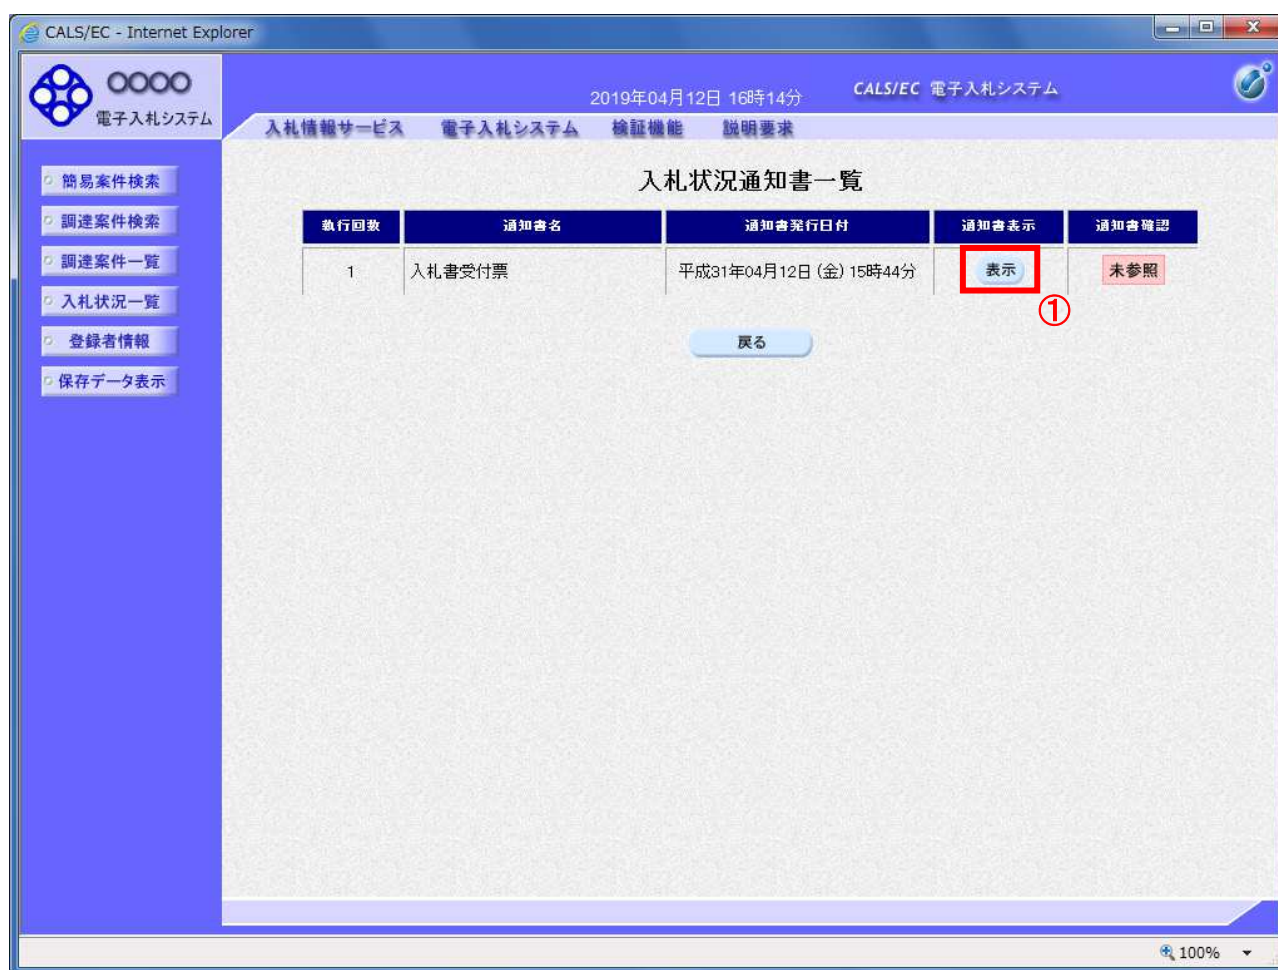 CALS/EC - Internet Explorer
OOOO
電子入札システム
2019年04月12日 16時14分
CALS/EC 電子入札システム
入札情報サービス 電子入札システム 検証機能 説明要求
簡易案件検索
調達案件検索
調達案件一覧
入札状況一覧
登録者情報
保存データ表示
入札状況通知書一覧
執行回数 通知書名 通知書発行日付 通知書表示 通知書確認
1 入札書受付票 平成31年04月12日 (金) 15時44分 表示 未参照
①
戻る
100%